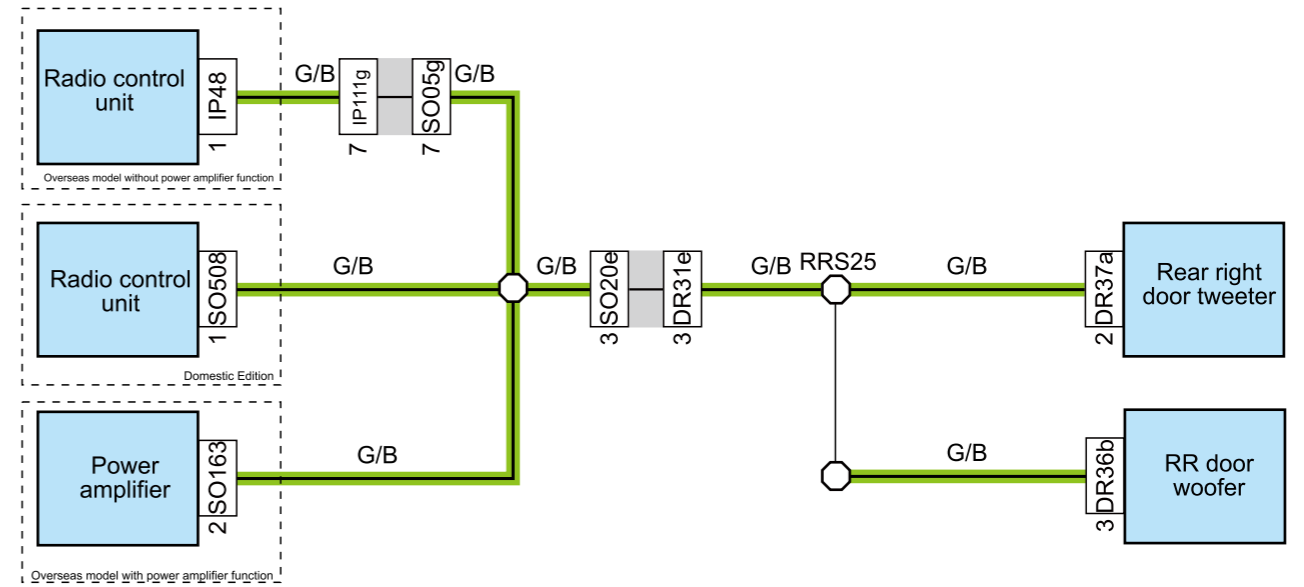 Radio control
unit
IP48
1
G/B
IP111g
7
SO05g
7
G/B
Overseas model without power amplifier function
Radio control
unit
SO508
1
G/B
Domestic Edition
G/B
SO20e
3
DR31e
3
G/B
RRS25
G/B
DR37a
2
Rear right
door tweeter
Power
amplifier
SO163
2
G/B
Overseas model with power amplifier function
G/B
DR36b
3
RR door
woofer